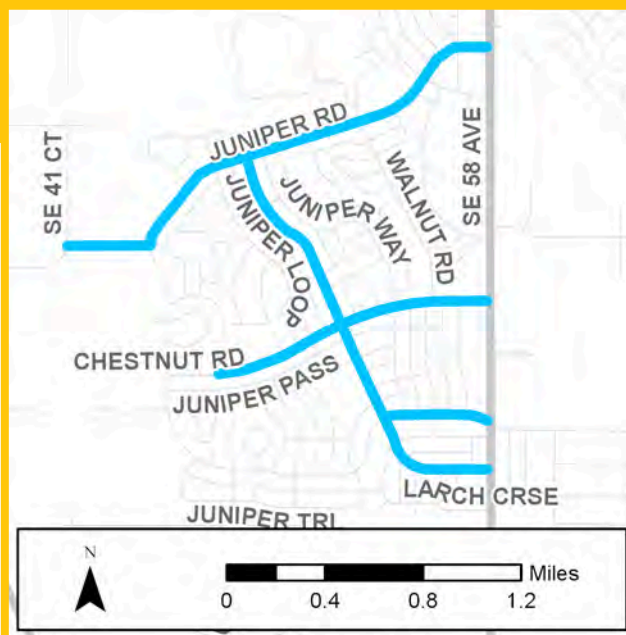 JUNIPER RD
SE 41 CT
SE 58 AVE
WALNUT RD
JUNIPER WAY
JUNIPER LOOP
CHESTNUT RD
JUNIPER PASS
LARCH CRSE
JUNIPER TRL
N
Miles
0 0.4 0.8 1.2